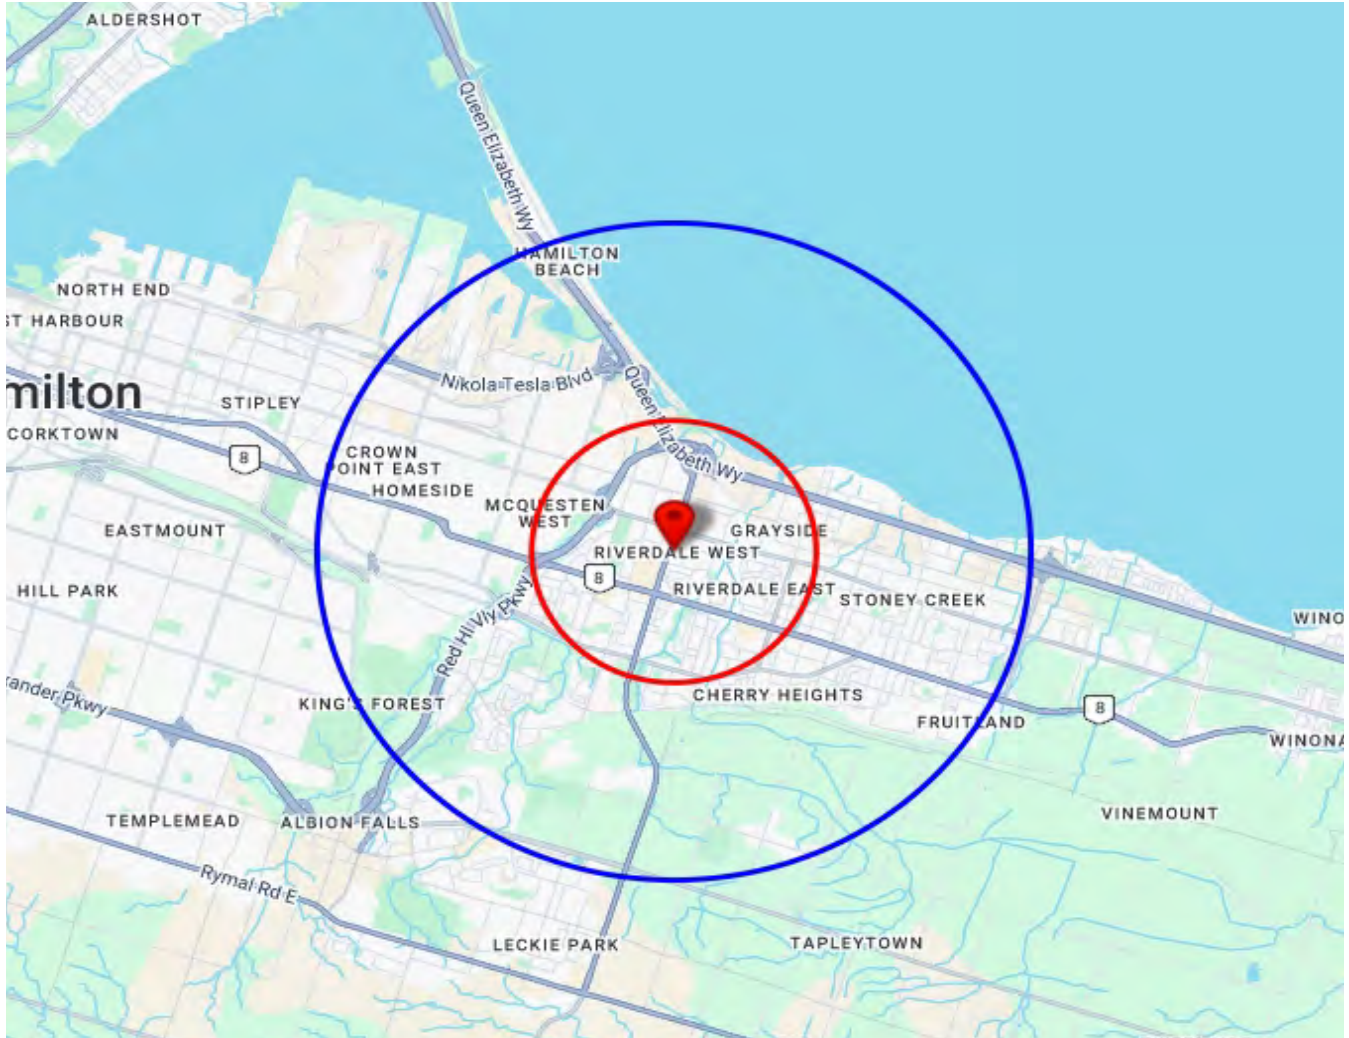 ALDERSHOT
Queen Elizabeth Wy
HAMILTON
BEACH
NORTH END
ST HARBOUR
Nikola Tesla Blvd
milton
STIPLEY
Queen Elizabeth Wy
CORKTOWN
8
CROWN
POINT EAST
HOMESIDE
MCQUESTEN
WEST
EASTMOUNT
GRAYSIDE
RIVERDALE WEST
8
RIVERDALE EAST
STONEY CREEK
HILL PARK
WINO
Red Hl Vly Pkwy
xander Pkwy
KING'S FOREST
CHERRY HEIGHTS
8
FRUITLAND
WINONA
TEMPLEMEAD
ALBION FALLS
VINEMOUNT
Rymal Rd E
LECKIE PARK
TAPLEYTOWN